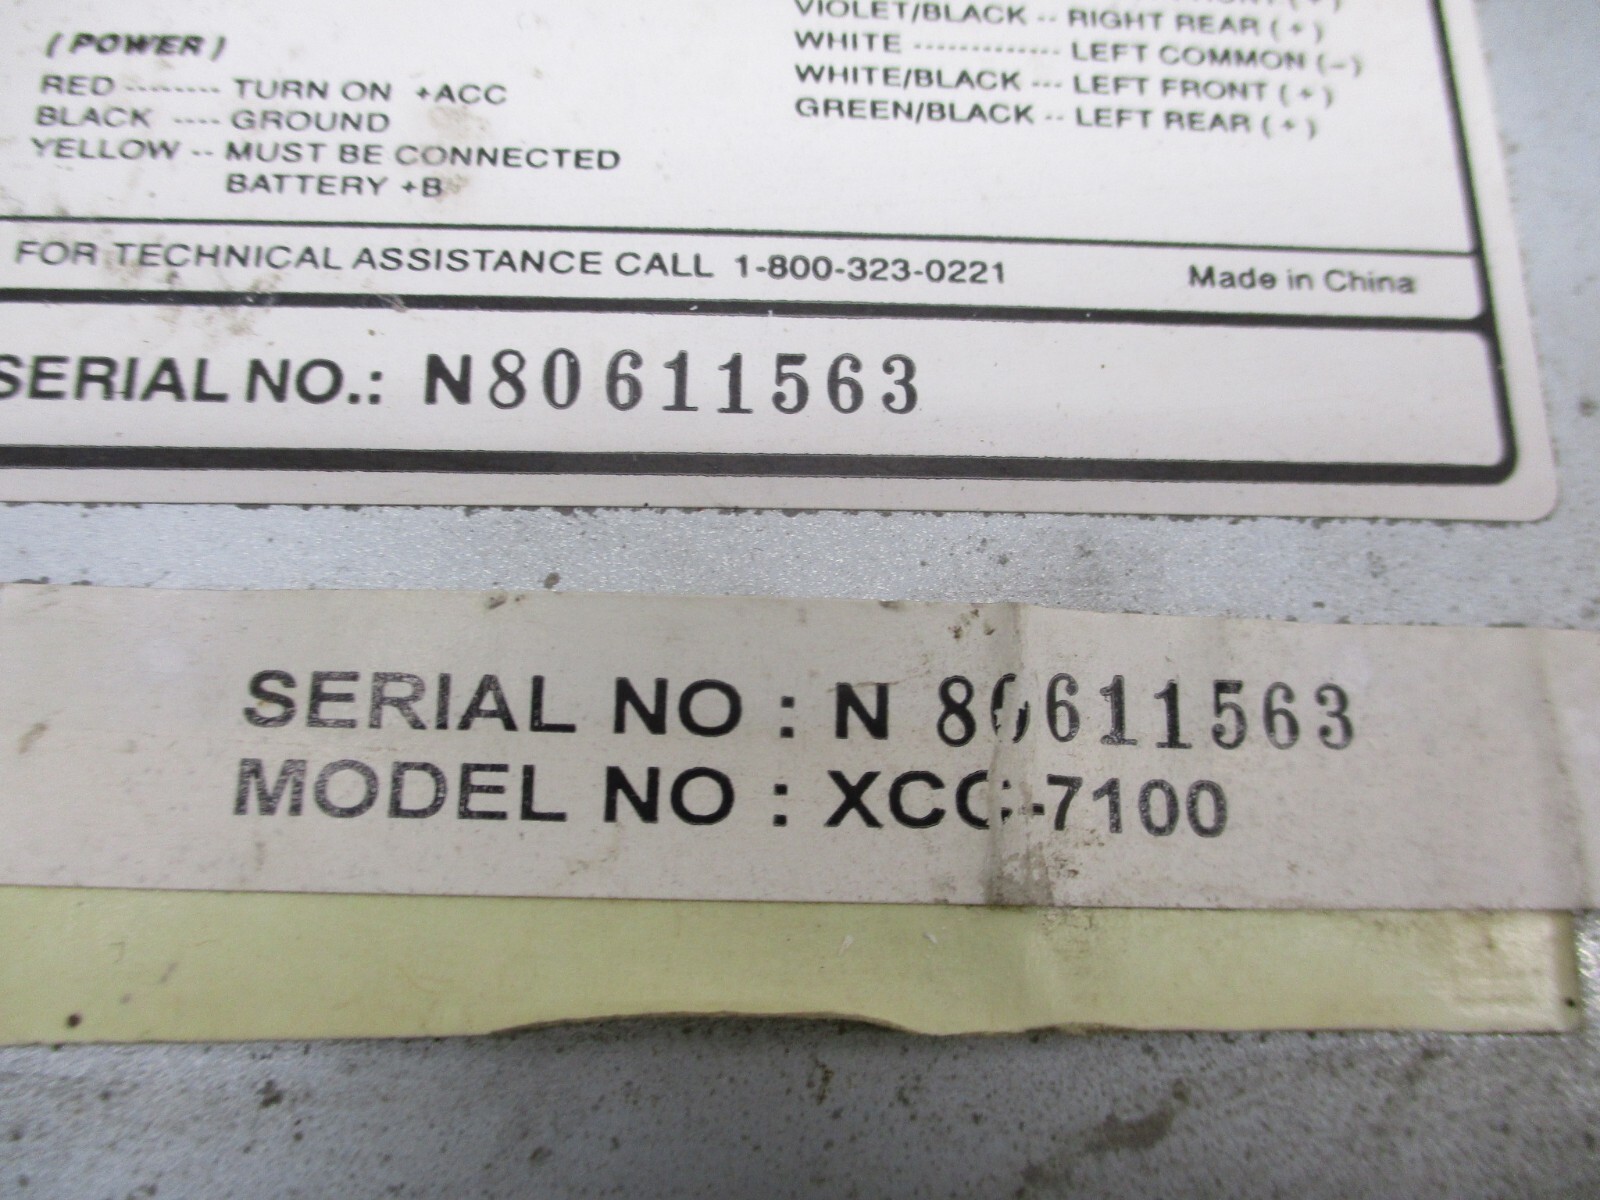 (POWER)
RED -------- TURN ON +ACC
BLACK ---- GROUND
YELLOW -- MUST BE CONNECTED
BATTERY +B
VIOLET/BLACK -- RIGHT REAR (+)
WHITE ------------- LEFT COMMON (-)
WHITE/BLACK --- LEFT FRONT (+)
GREEN/BLACK -- LEFT REAR (+)
FOR TECHNICAL ASSISTANCE CALL 1-800-323-0221
Made in China
SERIAL NO.: N80611563
SERIAL NO : N 80611563
MODEL NO : XCC-7100